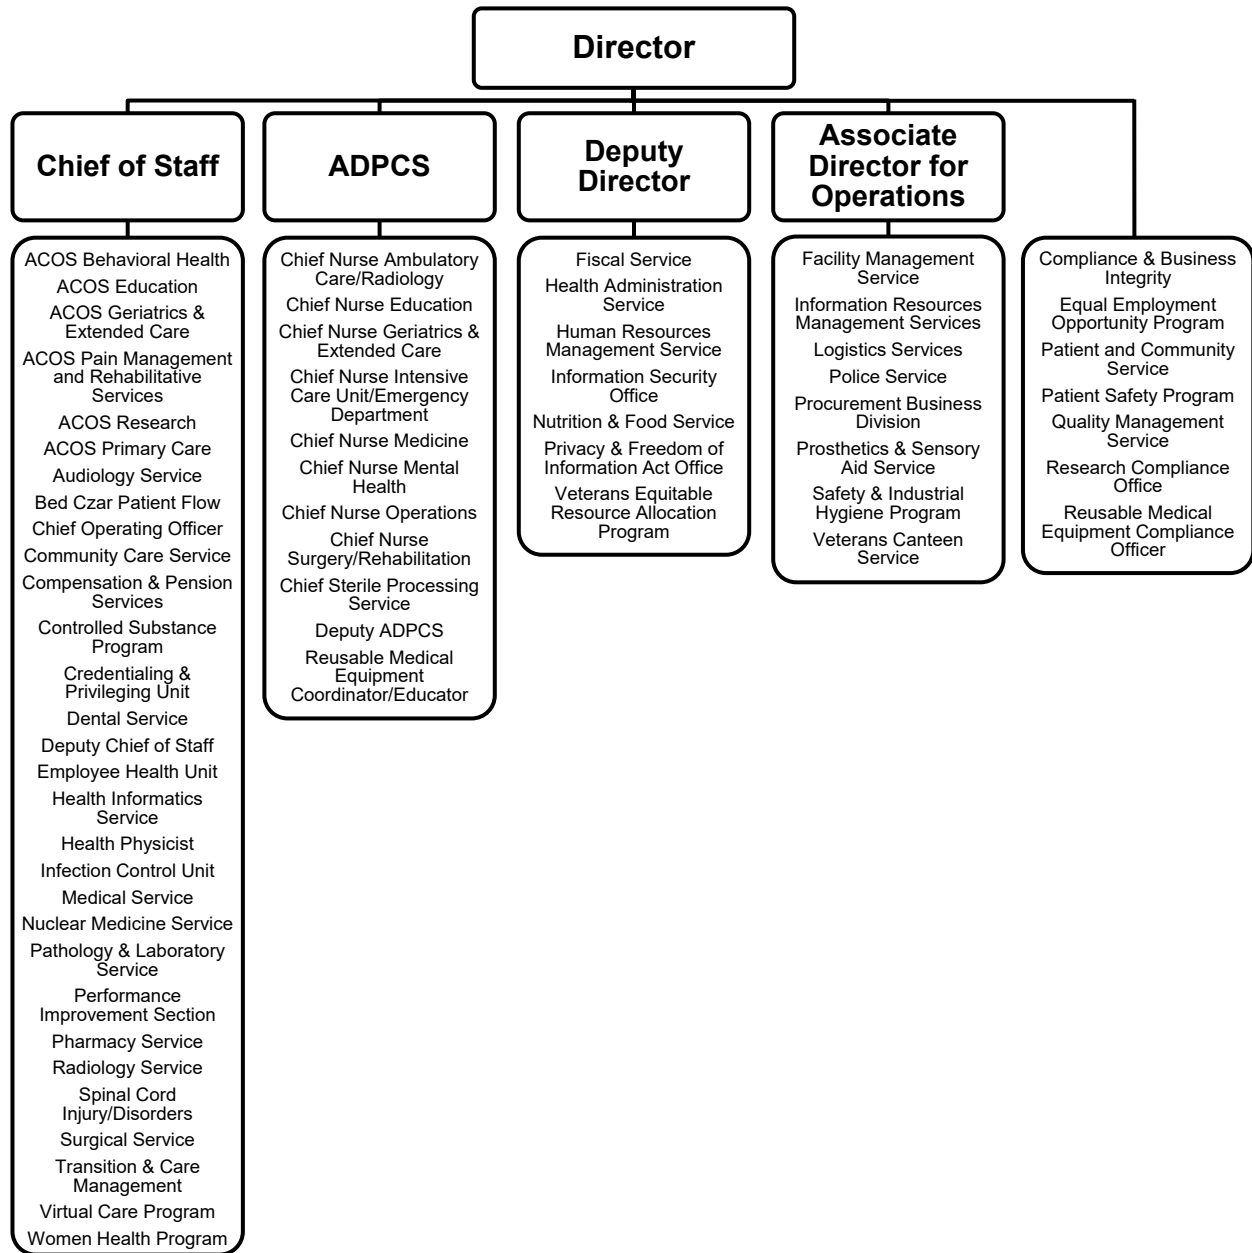 Director
Chief of Staff
ADPCS
Deputy
Director
Associate
Director for
Operations
ACOS Behavioral Health
ACOS Education
ACOS Geriatrics &
Extended Care
ACOS Pain Management
and Rehabilitative
Services
ACOS Research
ACOS Primary Care
Audiology Service
Bed Czar Patient Flow
Chief Operating Officer
Community Care Service
Compensation & Pension
Services
Controlled Substance
Program
Credentialing &
Privileging Unit
Dental Service
Deputy Chief of Staff
Employee Health Unit
Health Informatics
Service
Health Physicist
Infection Control Unit
Medical Service
Nuclear Medicine Service
Pathology & Laboratory
Service
Performance
Improvement Section
Pharmacy Service
Radiology Service
Spinal Cord
Injury/Disorders
Surgical Service
Transition & Care
Management
Virtual Care Program
Women Health Program
Chief Nurse Ambulatory
Care/Radiology
Chief Nurse Education
Chief Nurse Geriatrics &
Extended Care
Chief Nurse Intensive
Care Unit/Emergency
Department
Chief Nurse Medicine
Chief Nurse Mental
Health
Chief Nurse Operations
Chief Nurse
Surgery/Rehabilitation
Chief Sterile Processing
Service
Deputy ADPCS
Reusable Medical
Equipment
Coordinator/Educator
Fiscal Service
Health Administration
Service
Human Resources
Management Service
Information Security
Office
Nutrition & Food Service
Privacy & Freedom of
Information Act Office
Veterans Equitable
Resource Allocation
Program
Facility Management
Service
Information Resources
Management Services
Logistics Services
Police Service
Procurement Business
Division
Prosthetics & Sensory
Aid Service
Safety & Industrial
Hygiene Program
Veterans Canteen
Service
Compliance & Business
Integrity
Equal Employment
Opportunity Program
Patient and Community
Service
Patient Safety Program
Quality Management
Service
Research Compliance
Office
Reusable Medical
Equipment Compliance
Officer